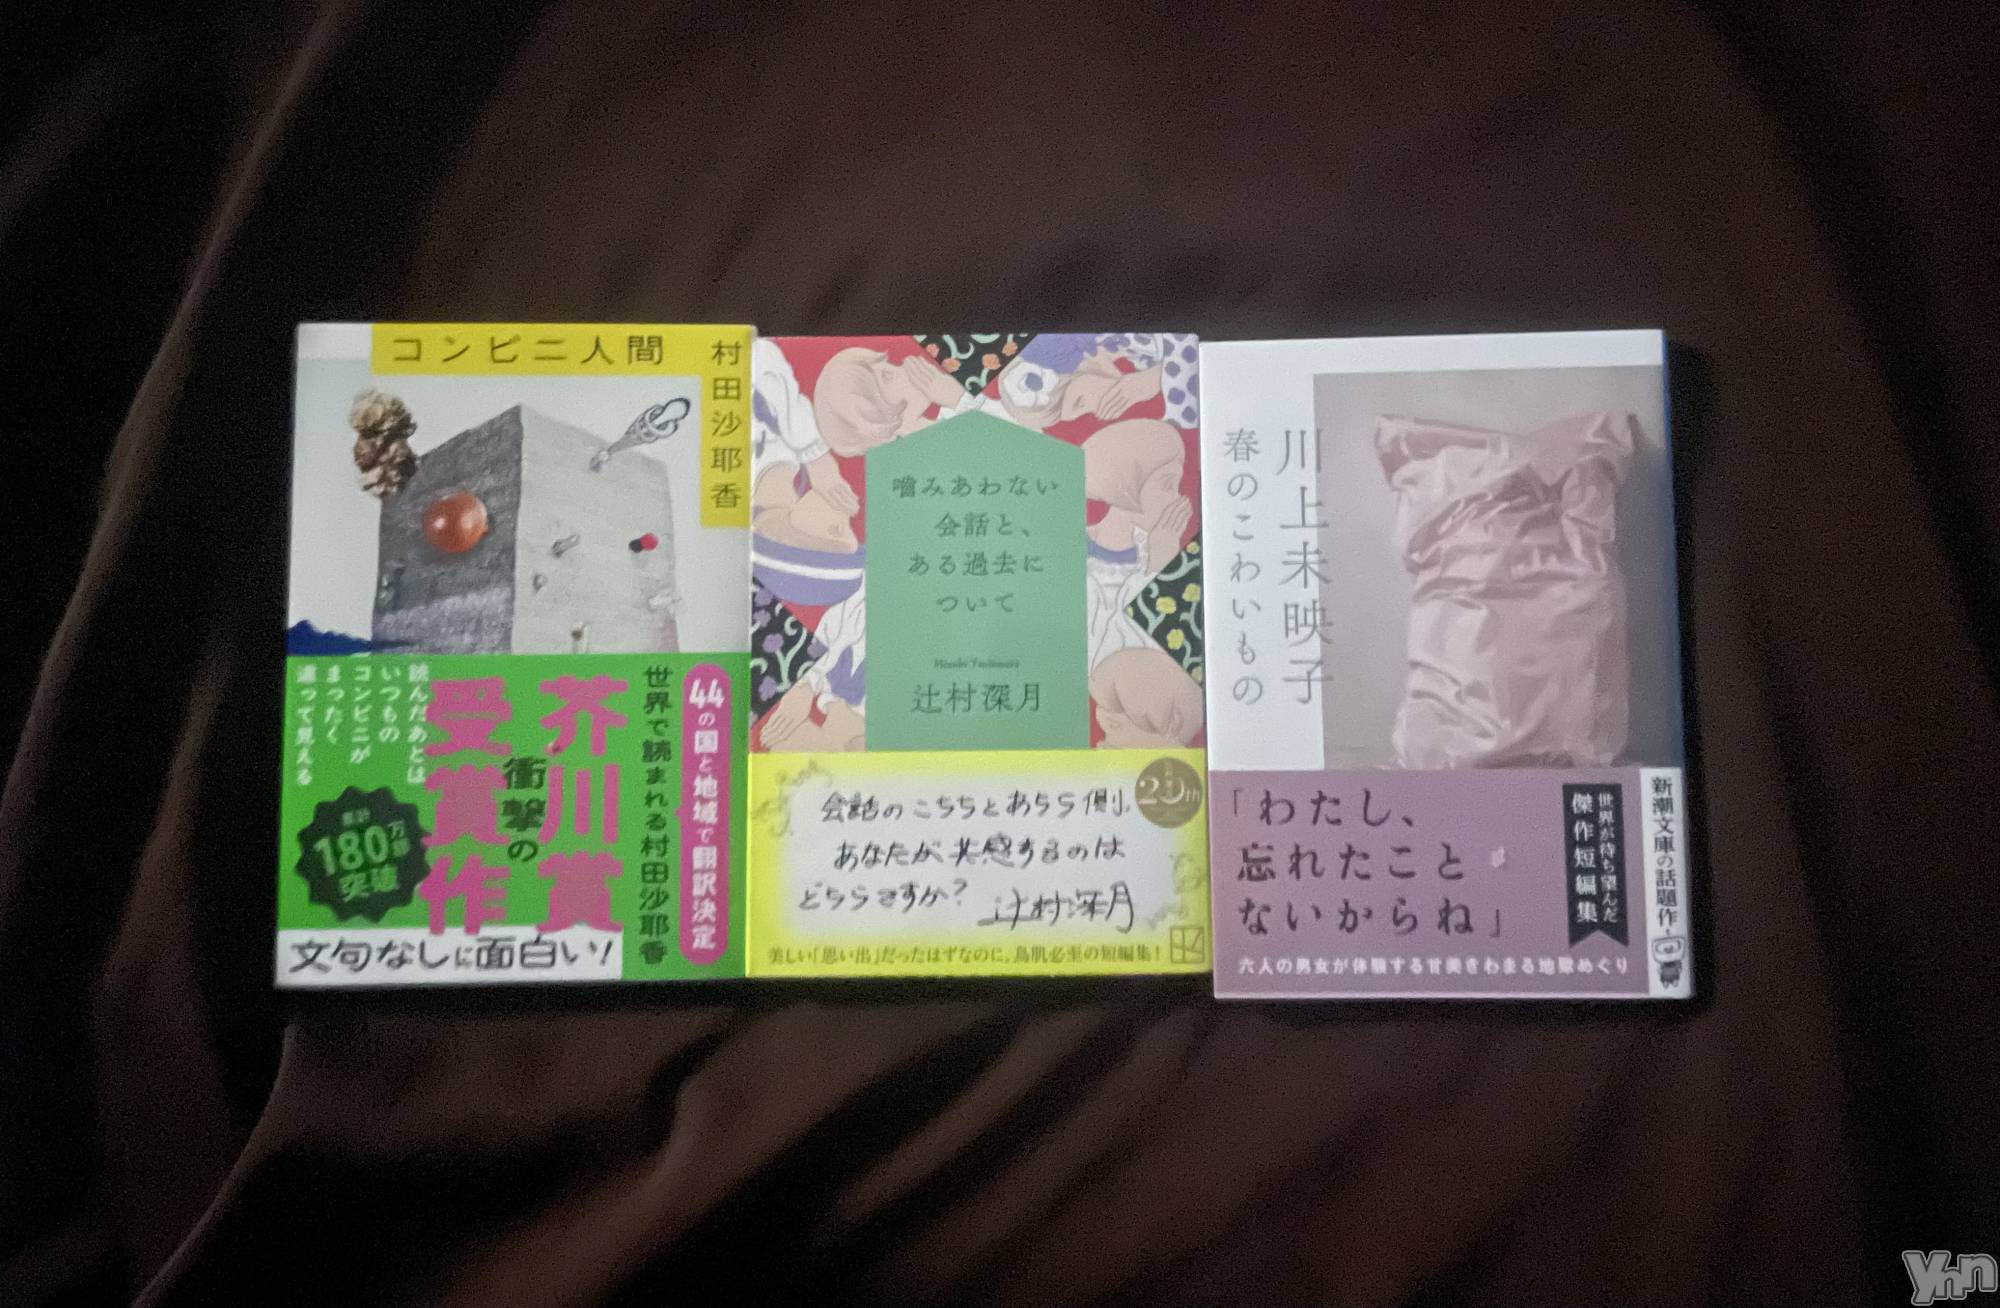 コンビニ人間
村田沙耶香
44の国と地域で翻訳決定
世界で読まれる村田沙耶香
芥川賞
衝撃の
受賞作
読んだあとは
いつもの
コンビニが
まったく
違って見える
累計
180万部
突破
文句なしに面白い!
噛みあわない
会話と、
ある過去に
ついて
Mizuki Tsujimura
辻村深月
20th
会話のこちらとあちら側。
あなたが共感するのは
どちらですか?
辻村深月
美しい「思い出」だったはずなのに。鳥肌必至の短編集!
川上未映子
春のこわいもの
「わたし、
忘れたこと
ないからね」
世界が待ち望んだ
傑作短編集
六人の男女が体験する甘美きわまる地獄めぐり
新潮文庫の話題作!
Ynn